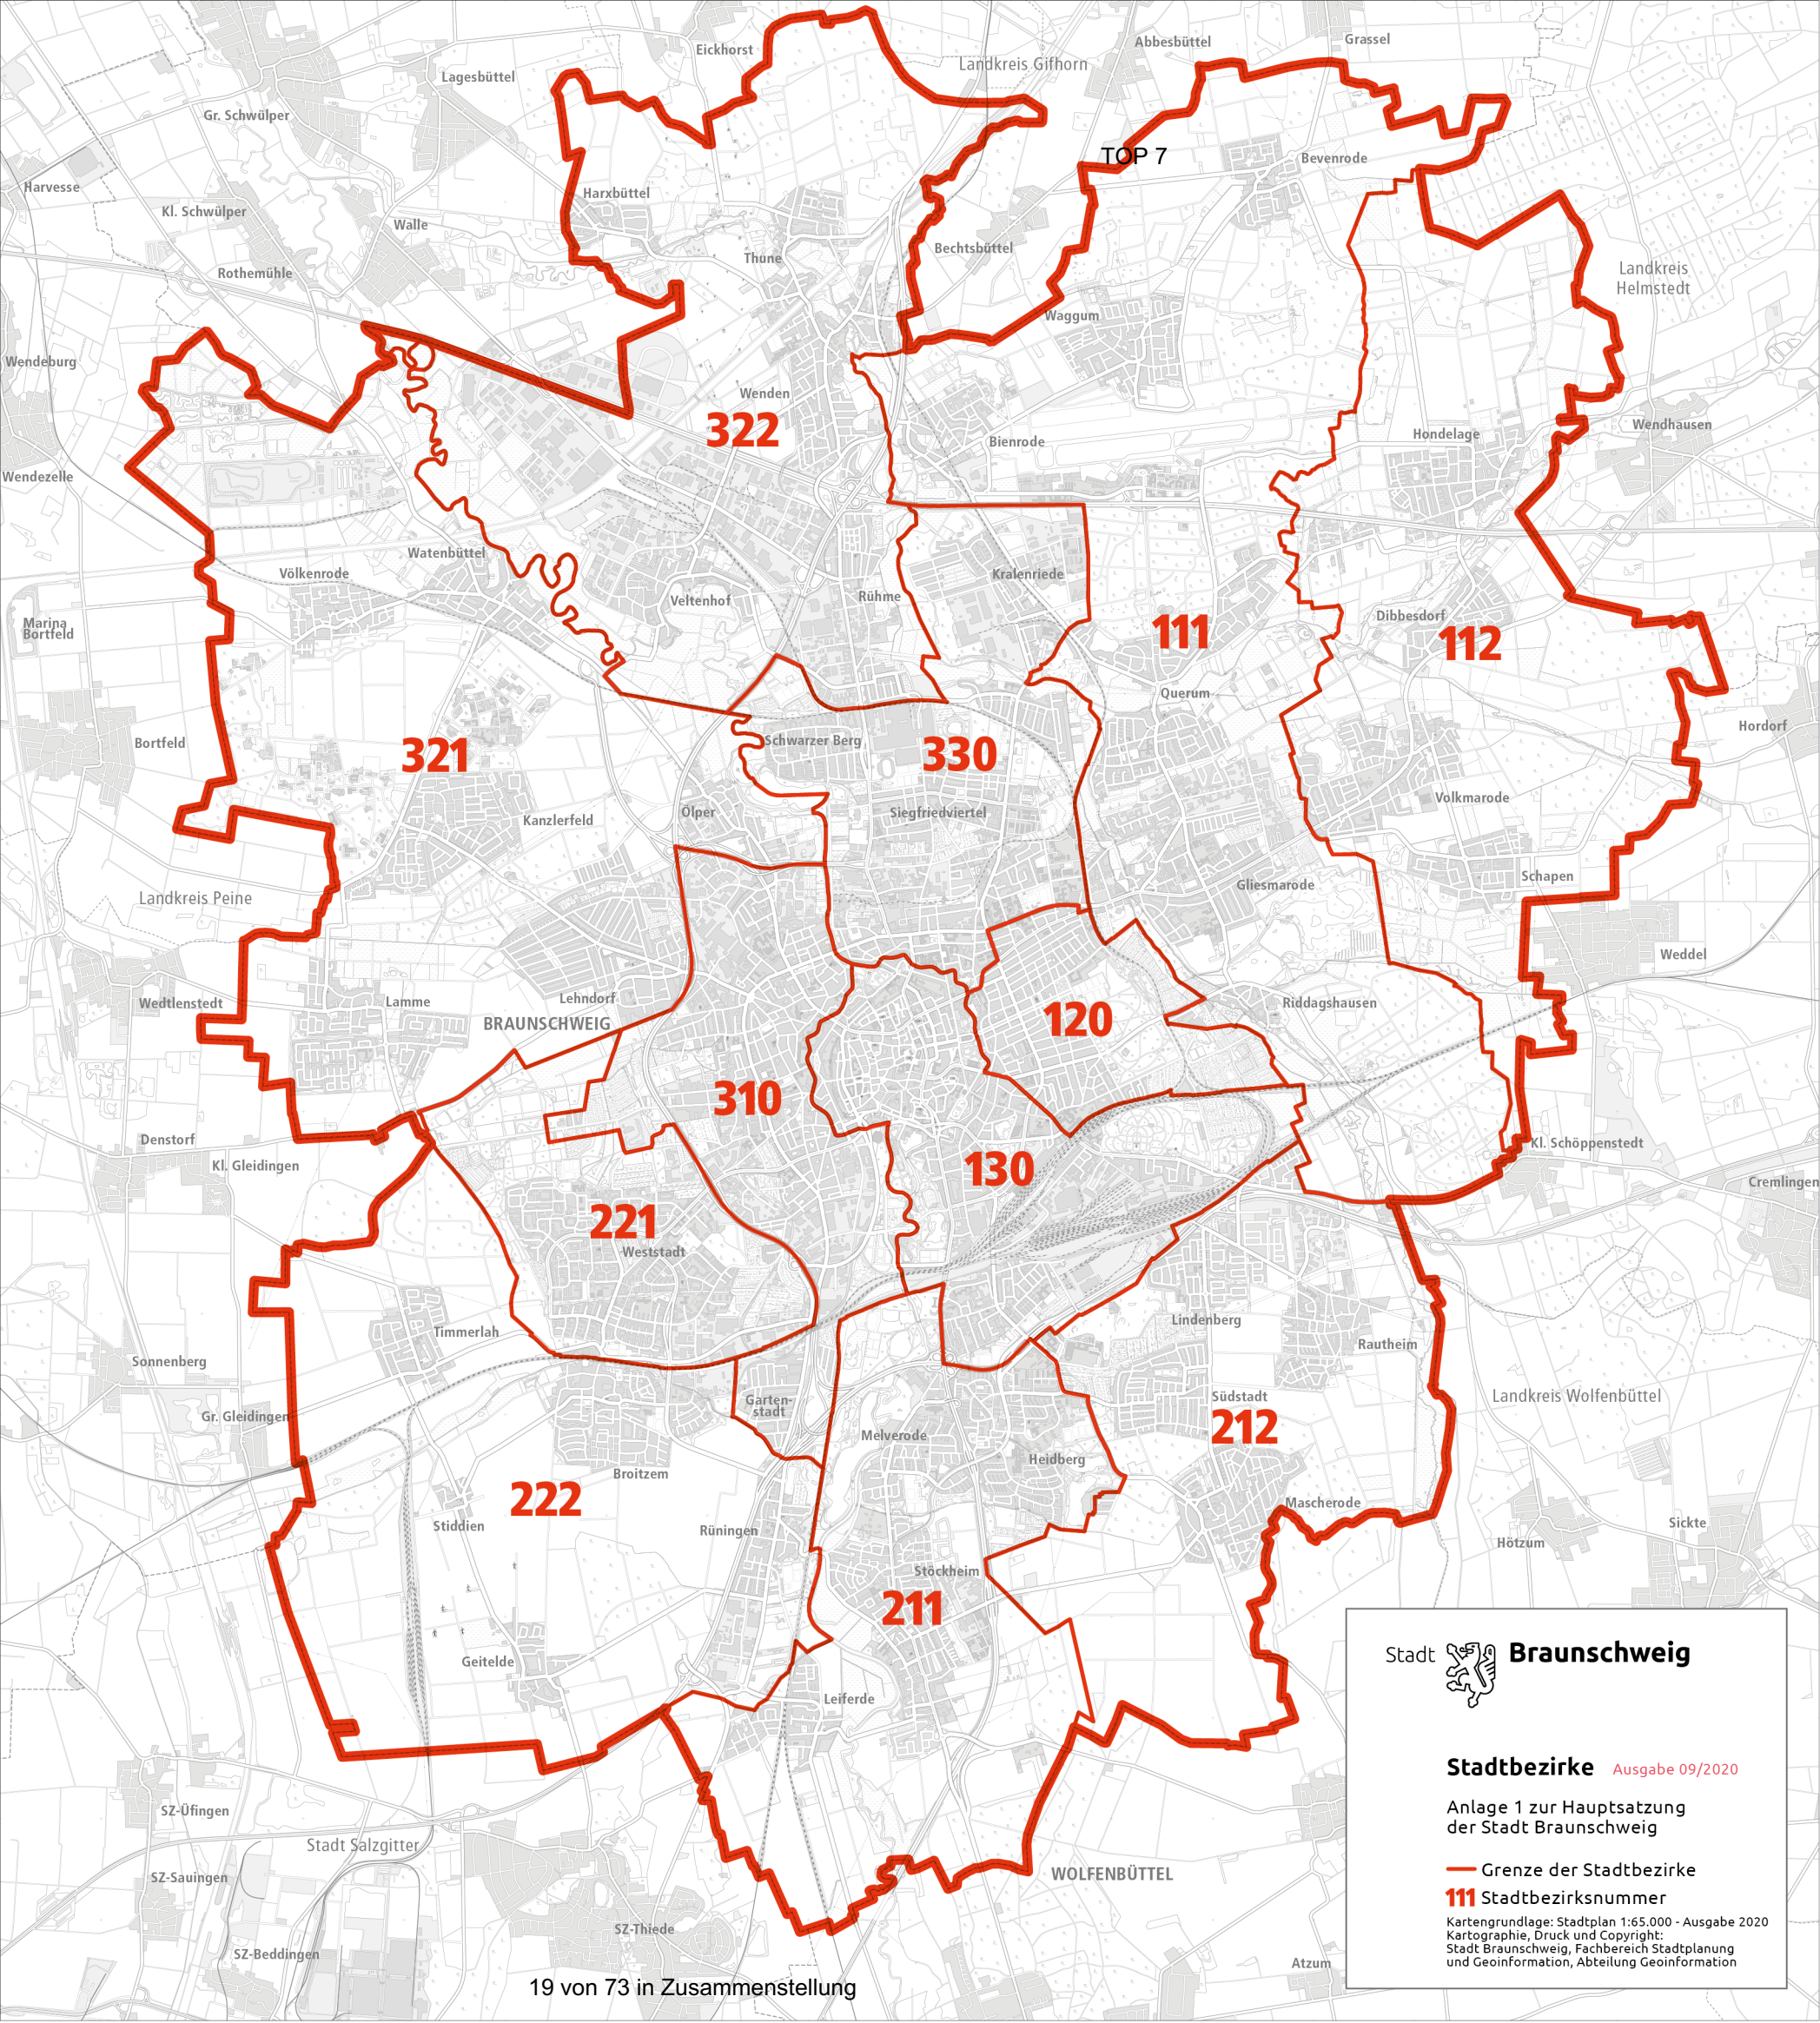 Eickhorst
Abbesbüttel
Grassel
Landkreis Gifhorn
Lagesbüttel
Gr. Schwülper
TOP 7
Bevenrode
Harvesse
Harxbüttel
Kl. Schwülper
Walle
Bechtsbüttel
Thune
Rothemühle
Landkreis
Helmstedt
Waggum
Wendeburg
Wenden
322
Wendhausen
Hondelage
Bienrode
Wendezelle
Watenbüttel
Völkenrode
Kralenriede
Veltenhof
Rühme
Dibbesdorf
Marina
Bortfeld
111
112
Querum
Hordorf
Bortfeld
Schwarzer Berg
321
330
Volkmarode
Ölper
Siegfriedviertel
Kanzlerfeld
Schapen
Gliesmarode
Landkreis Peine
Weddel
Wedtlenstedt
Lamme
Lehndorf
Riddagshausen
BRAUNSCHWEIG
120
310
Denstorf
Kl. Schöppenstedt
Kl. Gleidingen
130
Cremlingen
221
Weststadt
Lindenberg
Timmerlah
Rautheim
Sonnenberg
Südstadt
Landkreis Wolfenbüttel
Garten-
stadt
Gr. Gleidingen
212
Melverode
Heidberg
Broitzem
222
Mascherode
Stiddien
Rüningen
Sickte
Hötzum
Stöckheim
211
Geitelde
Leiferde
Stadt Braunschweig
Stadtbezirke Ausgabe 09/2020
Anlage 1 zur Hauptsatzung
der Stadt Braunschweig
Grenze der Stadtbezirke
111 Stadtbezirksnummer
Kartengrundlage: Stadtplan 1:65.000 - Ausgabe 2020
Kartographie, Druck und Copyright:
Stadt Braunschweig, Fachbereich Stadtplanung
und Geoinformation, Abteilung Geoinformation
SZ-Üfingen
Stadt Salzgitter
SZ-Sauingen
WOLFENBÜTTEL
SZ-Thiede
SZ-Beddingen
Atzum
19 von 73 in Zusammenstellung